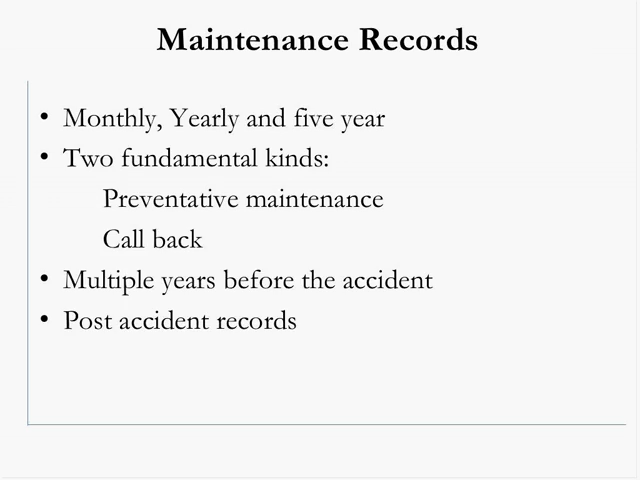 Maintenance Records
• Monthly, Yearly and five year
• Two fundamental kinds:
Preventative maintenance
Call back
• Multiple years before the accident
• Post accident records